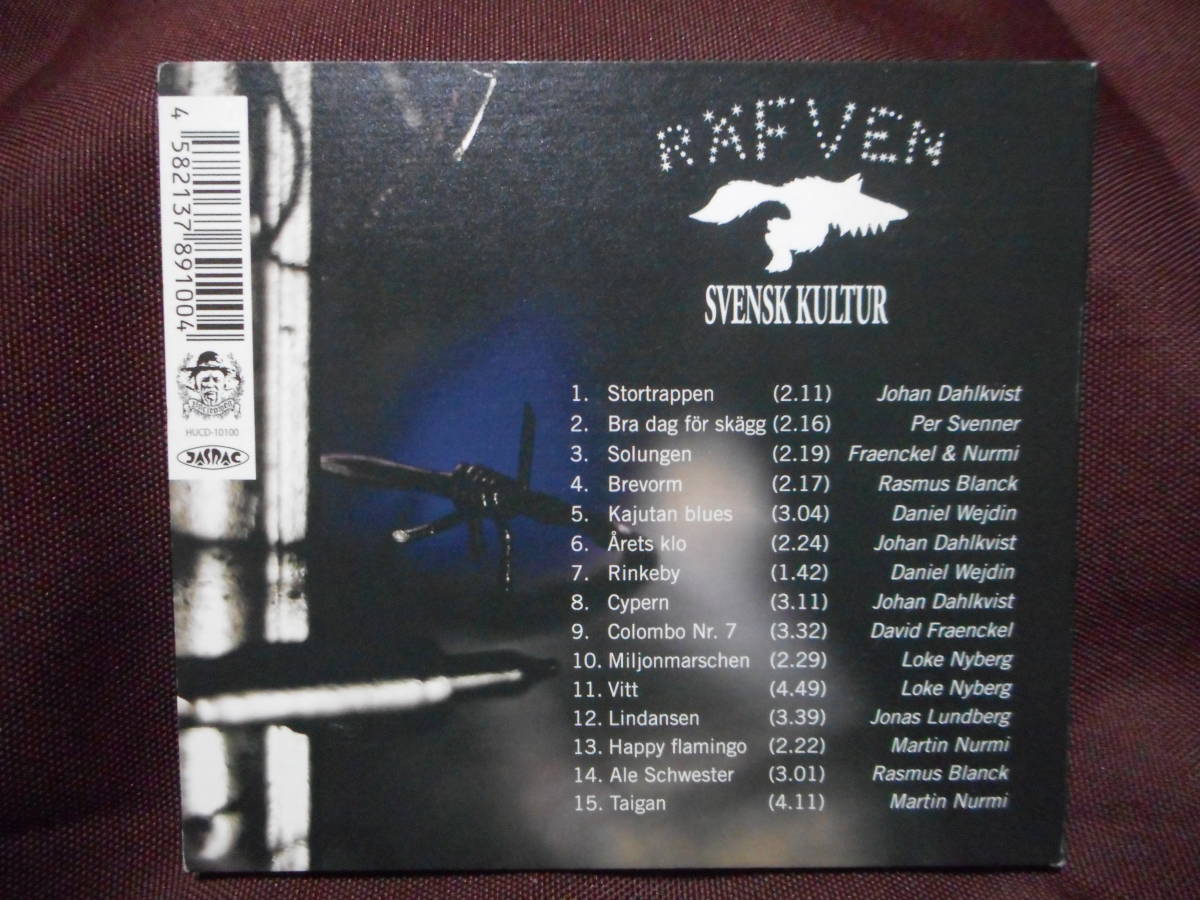 RÄFVEN
SVENSK KULTUR
1. Stortrappen (2.11) Johan Dahlkvist
2. Bra dag för skägg (2.16) Per Svenner
3. Solungen (2.19) Fraenckel & Nurmi
4. Brevorm (2.17) Rasmus Blanck
5. Kajutan blues (3.04) Daniel Wejdin
6. Årets klo (2.24) Johan Dahlkvist
7. Rinkeby (1.42) Daniel Wejdin
8. Cypern (3.11) Johan Dahlkvist
9. Colombo Nr. 7 (3.32) David Fraenckel
10. Miljonmarschen (2.29) Loke Nyberg
11. Vitt (4.49) Loke Nyberg
12. Lindansen (3.39) Jonas Lundberg
13. Happy flamingo (2.22) Martin Nurmi
14. Ale Schwester (3.01) Rasmus Blanck
15. Taigan (4.11) Martin Nurmi
4 582137 891004
HUCD-10100
JASRAC